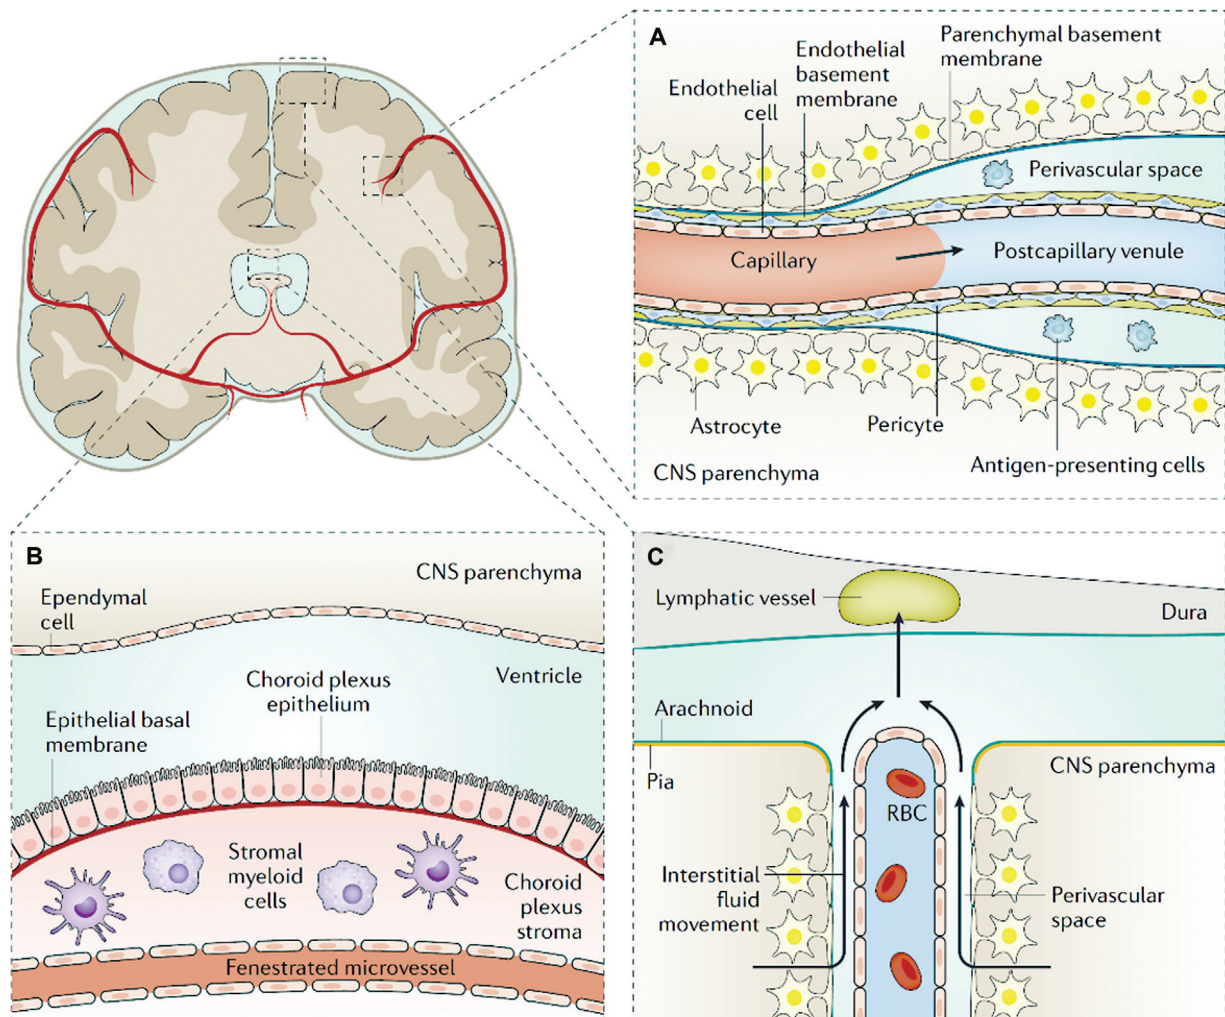 A
Parenchymal basement
membrane
Endothelial
basement
membrane
Endothelial
cell
Perivascular space
Capillary
Postcapillary venule
Astrocyte
Pericyte
Antigen-presenting cells
CNS parenchyma
B
CNS parenchyma
Ependymal
cell
Ventricle
Choroid plexus
epithelium
Epithelial basal
membrane
Stromal
myeloid
cells
Choroid
plexus
stroma
Fenestrated microvessel
C
Lymphatic vessel
Dura
Arachnoid
Pia
CNS parenchyma
RBC
Interstitial
fluid
movement
Perivascular
space